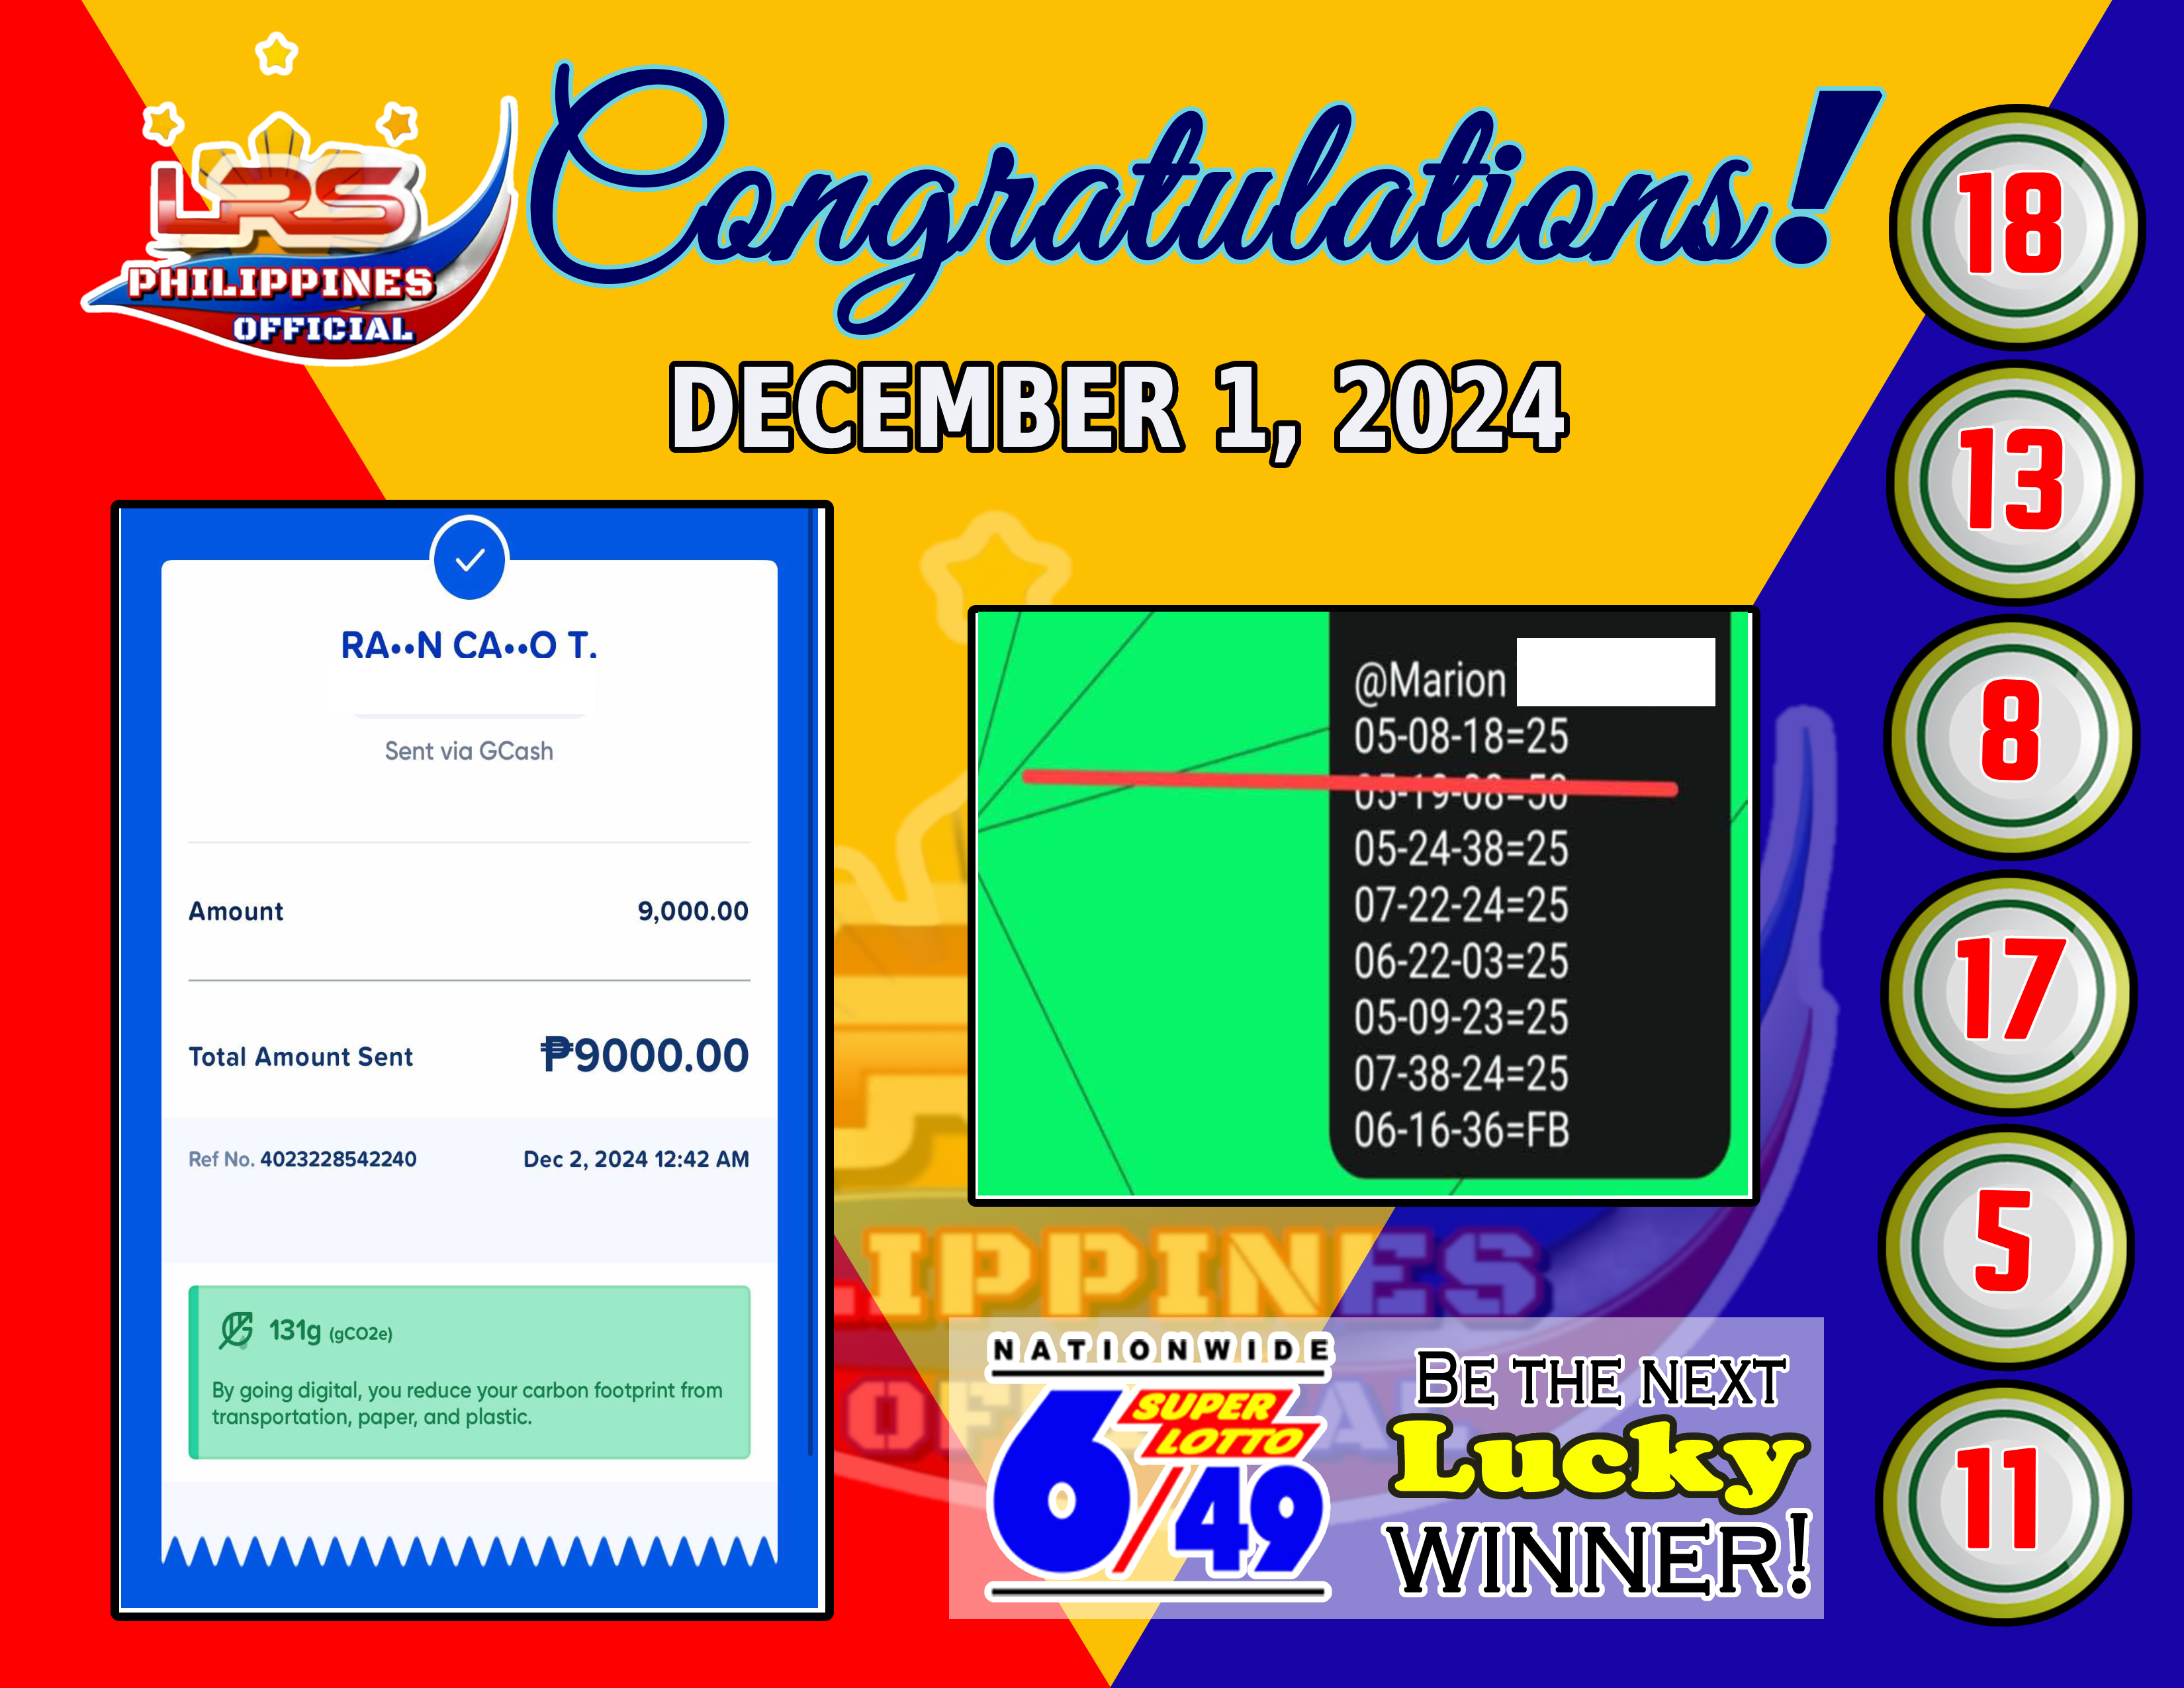 LRS
PHILIPPINES
OFFICIAL
Congratulations!
DECEMBER 1, 2024
RA••N CA••O T.
Sent via GCash
Amount 9,000.00
Total Amount Sent ₱9000.00
Ref No. 4023228542240 Dec 2, 2024 12:42 AM
131g (gCO2e)
By going digital, you reduce your carbon footprint from
transportation, paper, and plastic.
@Marion
05-08-18=25
05-19-08=50
05-24-38=25
07-22-24=25
06-22-03=25
05-09-23=25
07-38-24=25
06-16-36=FB
NATIONWIDE
SUPER
LOTTO
6/49
BE THE NEXT
Lucky
WINNER!
18
13
8
17
5
11